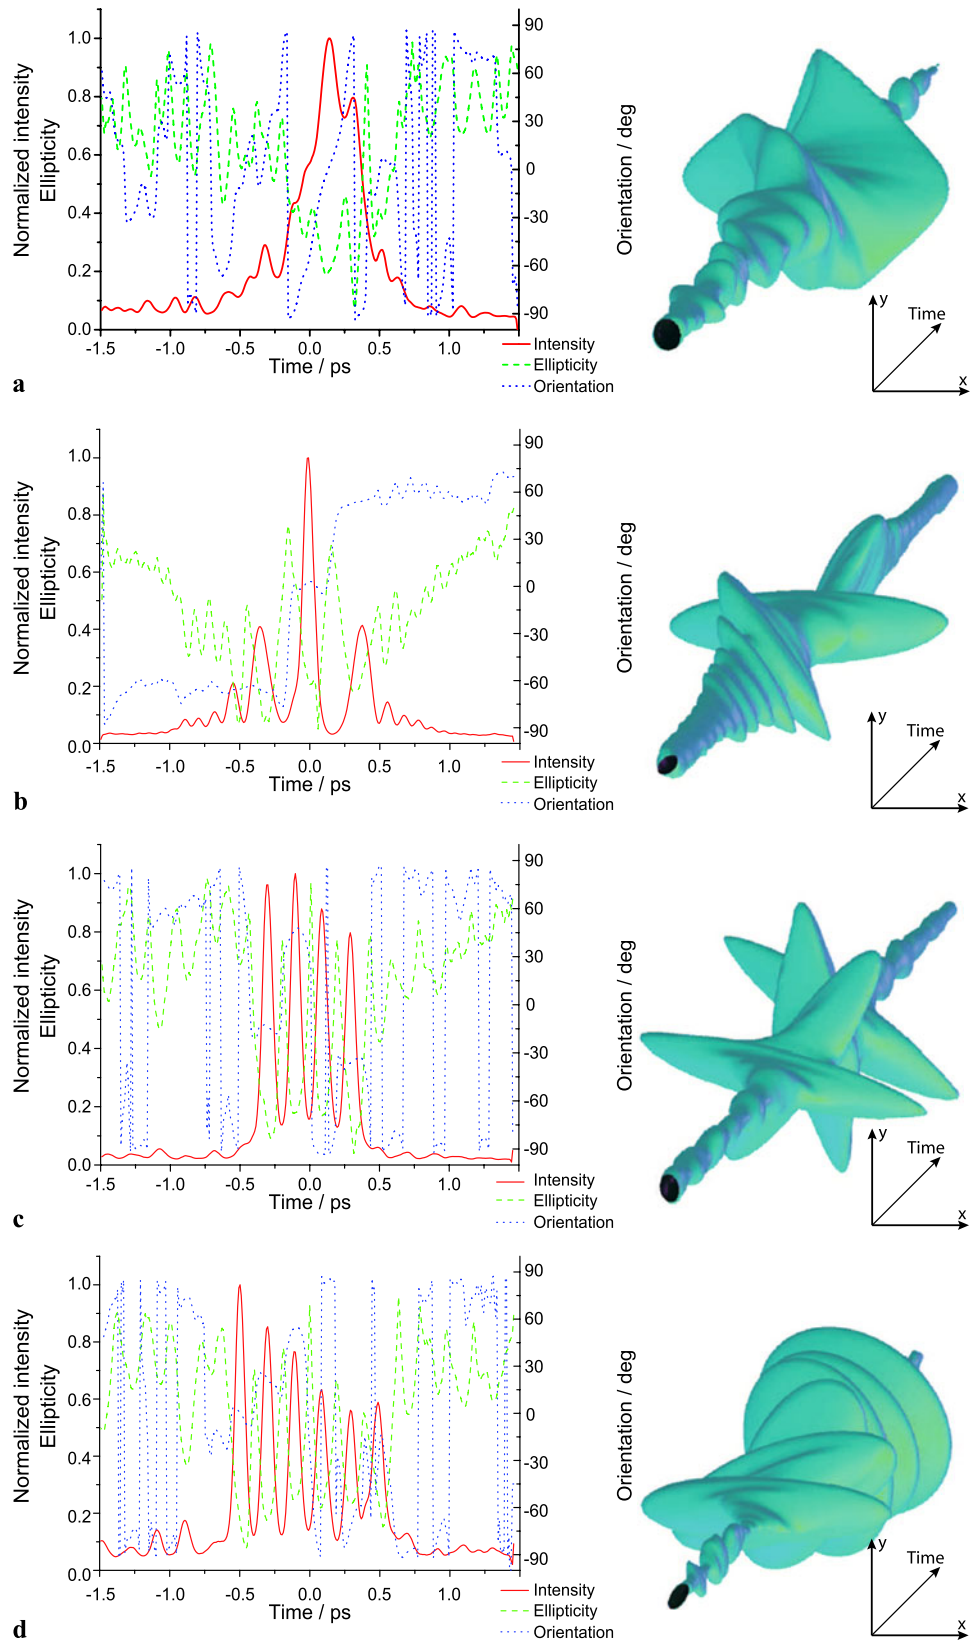 Normalized intensity
Ellipticity
1.0
0.8
0.6
0.4
0.2
0.0
-1.5
-1.0
-0.5
0.0
0.5
1.0
Time / ps
90
60
30
0
-30
-60
-90
Orientation / deg
Intensity
Ellipticity
Orientation
y
Time
x
a
Normalized intensity
Ellipticity
1.0
0.8
0.6
0.4
0.2
0.0
-1.5
-1.0
-0.5
0.0
0.5
1.0
Time / ps
90
60
30
0
-30
-60
-90
Orientation / deg
Intensity
Ellipticity
Orientation
y
Time
x
b
Normalized intensity
Ellipticity
1.0
0.8
0.6
0.4
0.2
0.0
-1.5
-1.0
-0.5
0.0
0.5
1.0
Time / ps
90
60
30
0
-30
-60
-90
Orientation / deg
Intensity
Ellipticity
Orientation
y
Time
x
c
Normalized intensity
Ellipticity
1.0
0.8
0.6
0.4
0.2
0.0
-1.5
-1.0
-0.5
0.0
0.5
1.0
Time / ps
90
60
30
0
-30
-60
-90
Orientation / deg
Intensity
Ellipticity
Orientation
y
Time
x
d